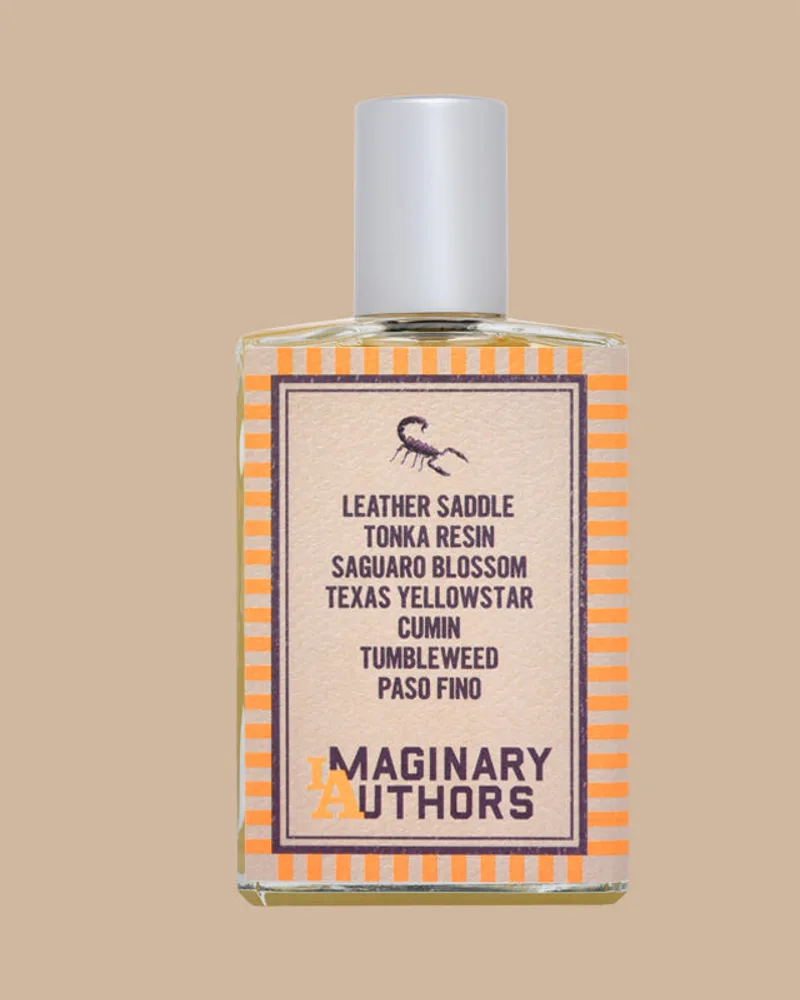 LEATHER SADDLE
TONKA RESIN
SAGUARO BLOSSOM
TEXAS YELLOWSTAR
CUMIN
TUMBLEWEED
PASO FINO
IMAGINARY
AUTHORS